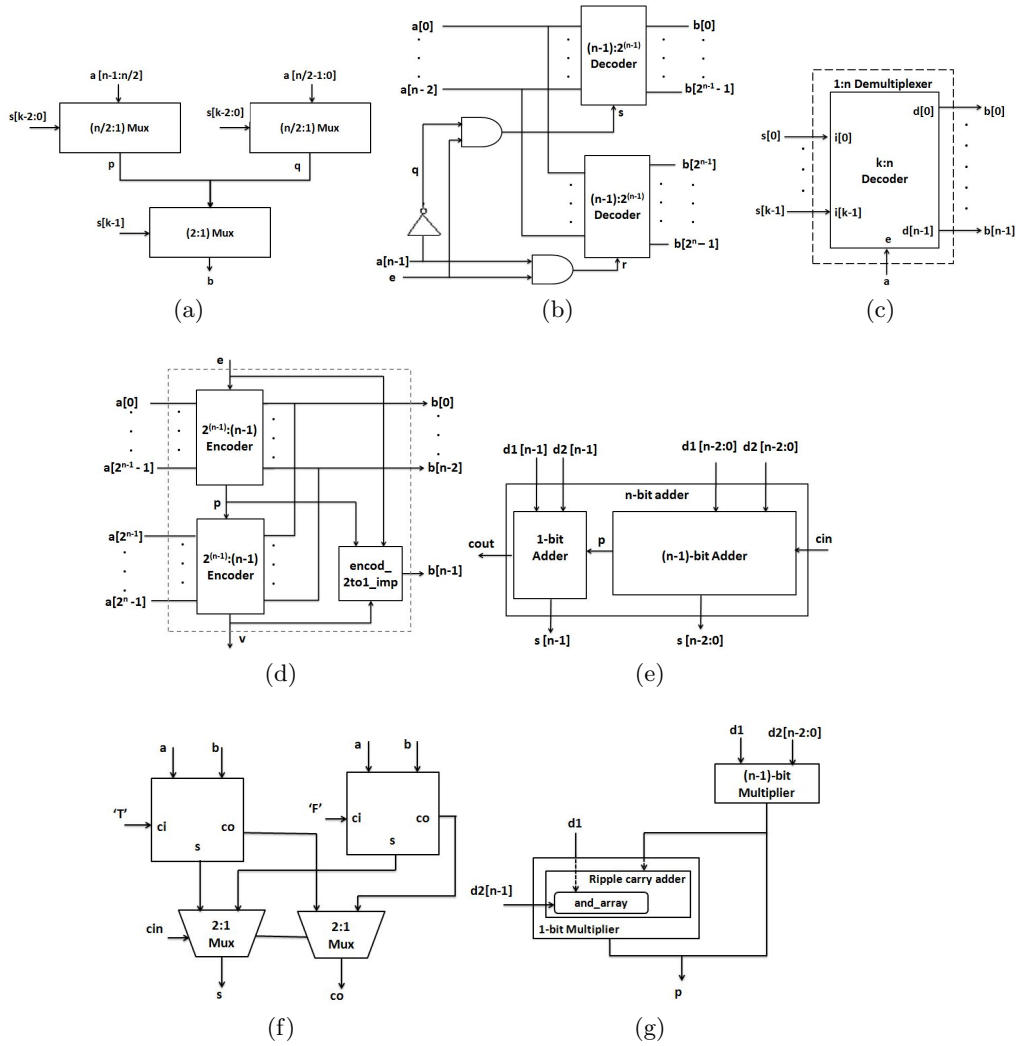 a [n-1:n/2]
a [n/2-1:0]
s[k-2:0]
(n/2:1) Mux
s[k-2:0]
(n/2:1) Mux
p
q
s[k-1]
(2:1) Mux
b
(a)
a[0]
a[n - 2]
(n-1):2^(n-1)
Decoder
s
b[0]
b[2^n-1 - 1]
q
(n-1):2^(n-1)
Decoder
r
b[2^n-1]
b[2^n – 1]
a[n-1]
e
(b)
1:n Demultiplexer
s[0]
i[0]
d[0]
b[0]
k:n
Decoder
s[k-1]
i[k-1]
d[n-1]
b[n-1]
e
a
(c)
e
a[0]
2^(n-1):(n-1)
Encoder
b[0]
a[2^n-1 - 1]
b[n-2]
p
a[2^n-1]
2^(n-1):(n-1)
Encoder
encod_
2to1_imp
b[n-1]
a[2^n -1]
v
(d)
d1 [n-1]
d2 [n-1]
d1 [n-2:0]
d2 [n-2:0]
n-bit adder
1-bit
Adder
p
(n-1)-bit Adder
cin
cout
s [n-1]
s [n-2:0]
(e)
a
b
a
b
‘T’
ci
co
s
‘F’
ci
co
s
cin
2:1
Mux
2:1
Mux
s
co
(f)
d1
d2[n-2:0]
(n-1)-bit
Multiplier
d1
Ripple carry adder
d2[n-1]
and_array
1-bit Multiplier
p
(g)